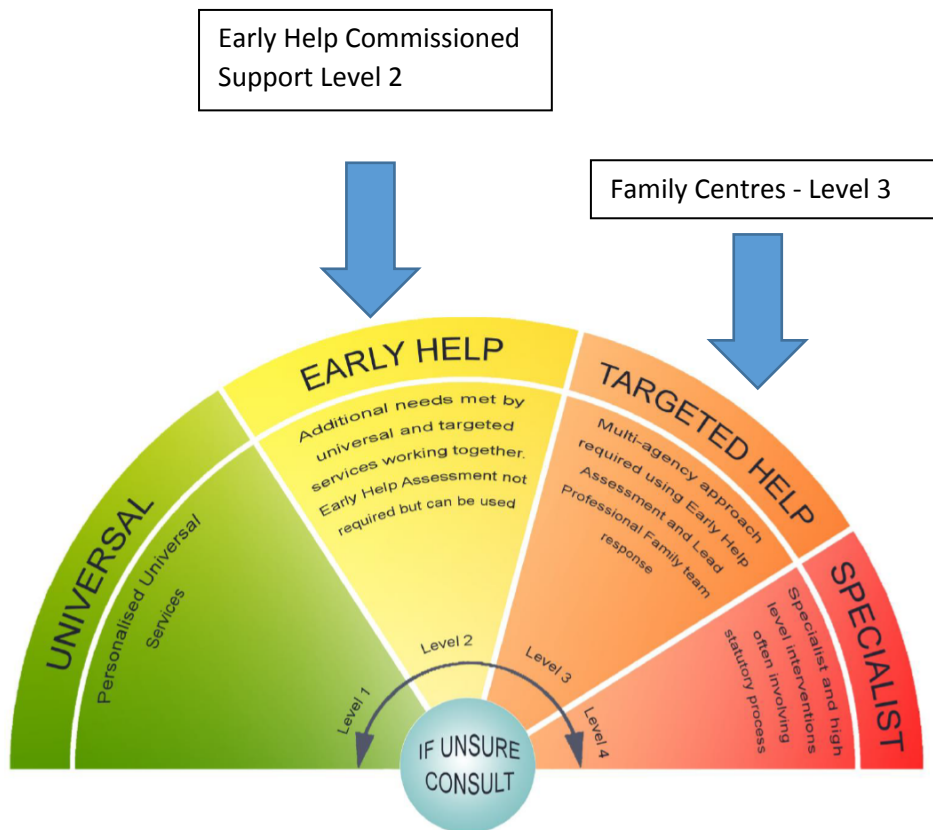 Early Help Commissioned
Support Level 2
Family Centres - Level 3
UNIVERSAL
Personalised Universal
Services
Level 1
EARLY HELP
Additional needs met by
universal and targeted
services working together.
Early Help Assessment not
required but can be used
Level 2
TARGETED HELP
Multi-agency approach
required using Early Help
Assessment and Lead
Professional Family team
response
Level 3
SPECIALIST
Specialist and high
level interventions
often involving
statutory process
Level 4
IF UNSURE
CONSULT